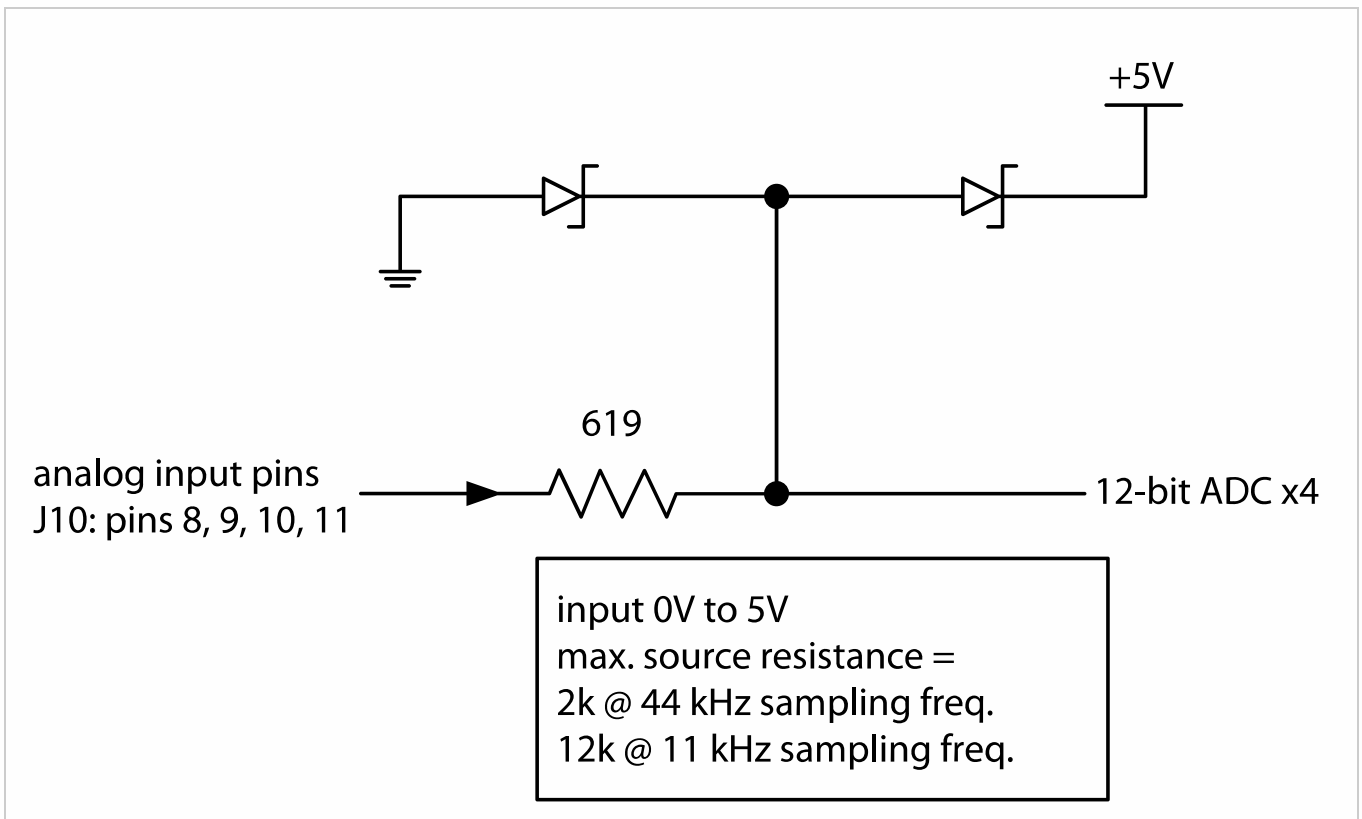 +5V
619
analog input pins
J10: pins 8, 9, 10, 11
12-bit ADC x4
input 0V to 5V
max. source resistance =
2k @ 44 kHz sampling freq.
12k @ 11 kHz sampling freq.